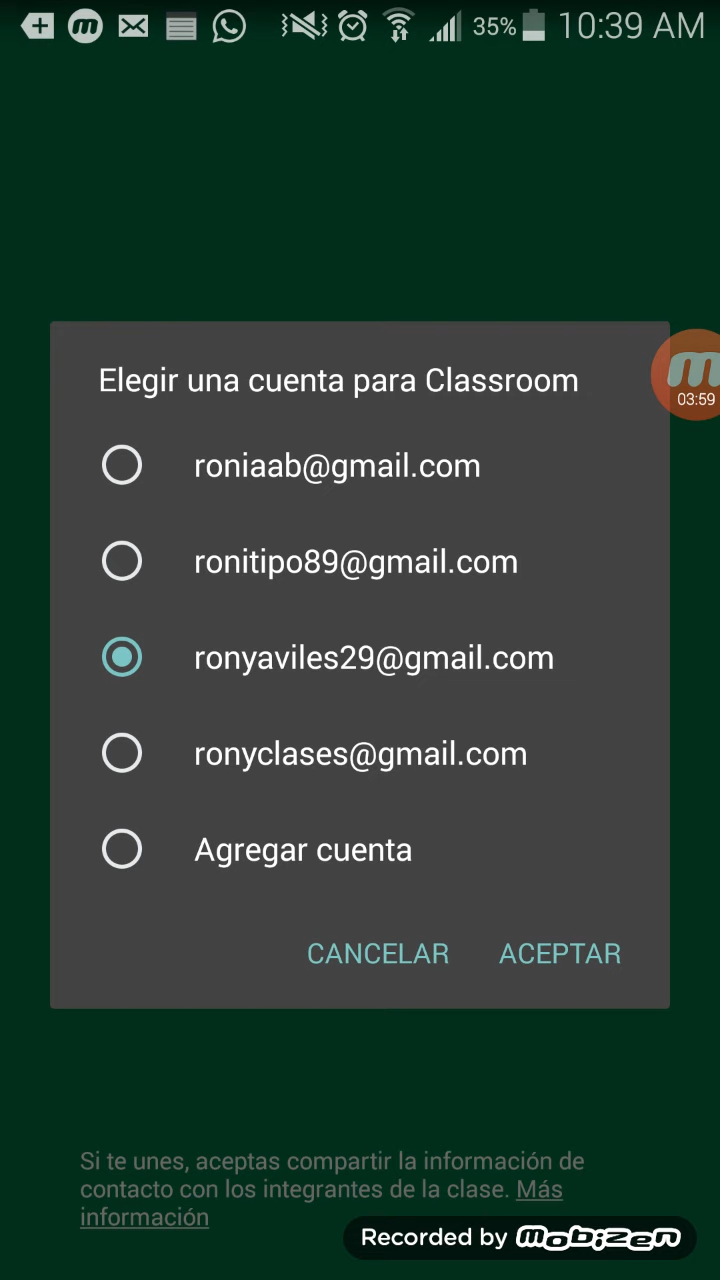 35% 10:39 AM
Elegir una cuenta para Classroom
03:59
roniaab@gmail.com
ronitipo89@gmail.com
ronyaviles29@gmail.com
ronyclases@gmail.com
Agregar cuenta
CANCELAR ACEPTAR
Si te unes, aceptas compartir la información de
contacto con los integrantes de la clase. Más
información
Recorded by mobizen